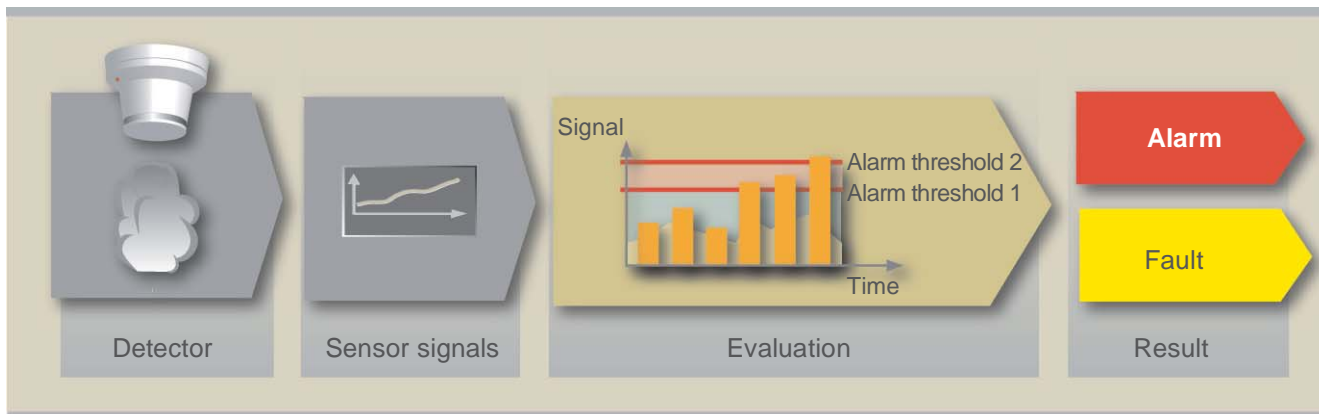 Signal
Alarm threshold 2
Alarm threshold 1
Time
Alarm
Fault
Detector
Sensor signals
Evaluation
Result